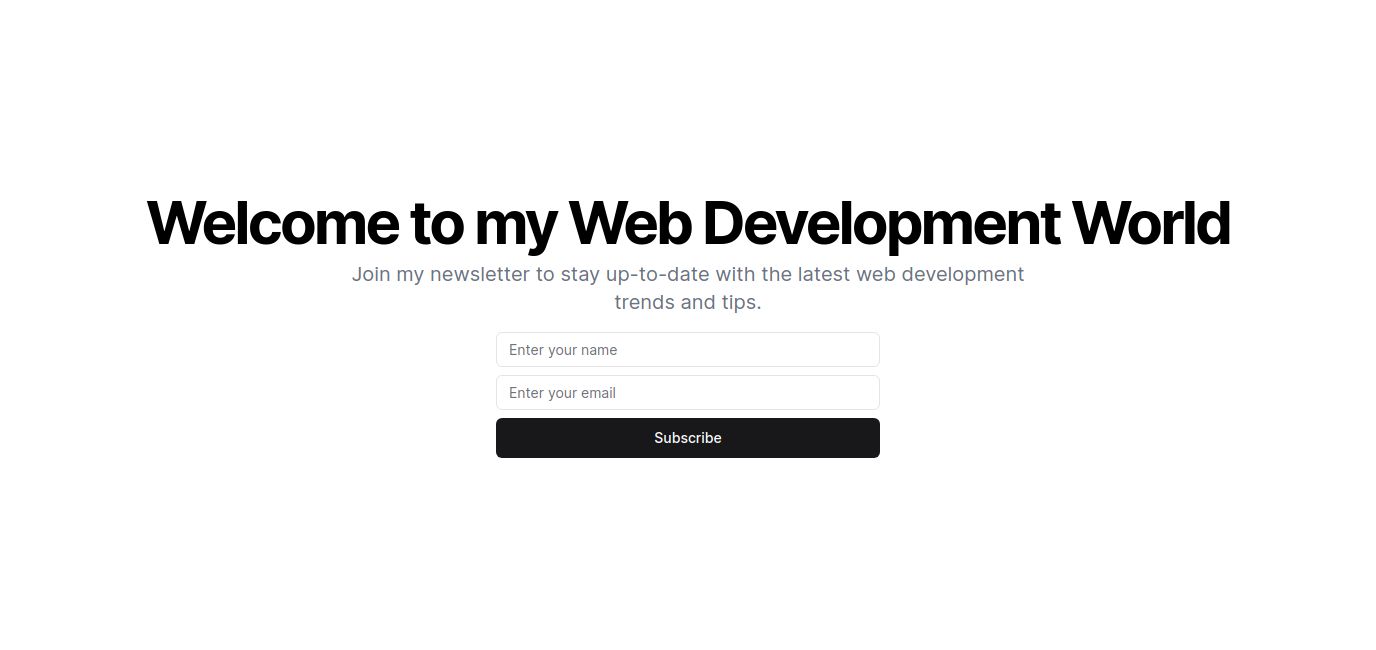 Welcome to my Web Development World
Join my newsletter to stay up-to-date with the latest web development
trends and tips.
Enter your name
Enter your email
Subscribe